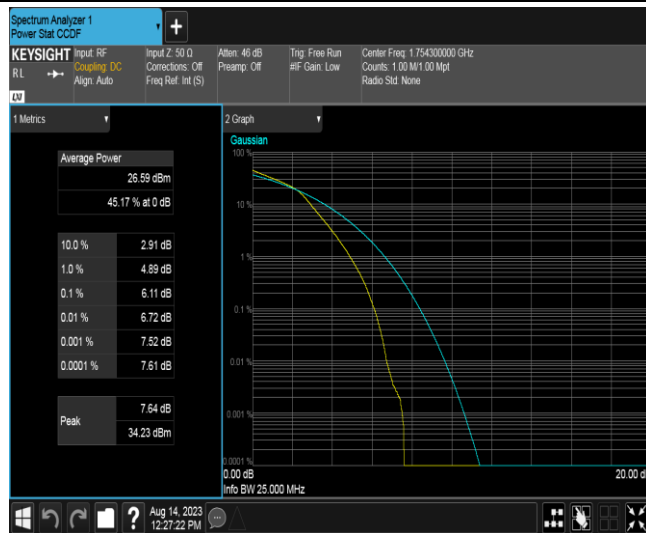 Spectrum Analyzer 1
Power Stat CCDF
+
KEYSIGHT
RL
Input: RF
Coupling: DC
Align: Auto
Input Z: 50 Ω
Corrections: Off
Freq Ref: Int (S)
Atten: 46 dB
Preamp: Off
Trig: Free Run
#IF Gain: Low
Center Freq: 1.754300000 GHz
Counts: 1.00 M/1.00 Mpt
Radio Std: None
LXI
1 Metrics
Average Power
26.59 dBm
45.17 % at 0 dB
10.0 % 2.91 dB
1.0 % 4.89 dB
0.1 % 6.11 dB
0.01 % 6.72 dB
0.001 % 7.52 dB
0.0001 % 7.61 dB
Peak 7.64 dB
34.23 dBm
2 Graph
Gaussian
100 %
10 %
1 %
0.1 %
0.01 %
0.001 %
0.0001 %
0.00 dB
20.00 d
Info BW 25.000 MHz
?
Aug 14, 2023
12:27:22 PM